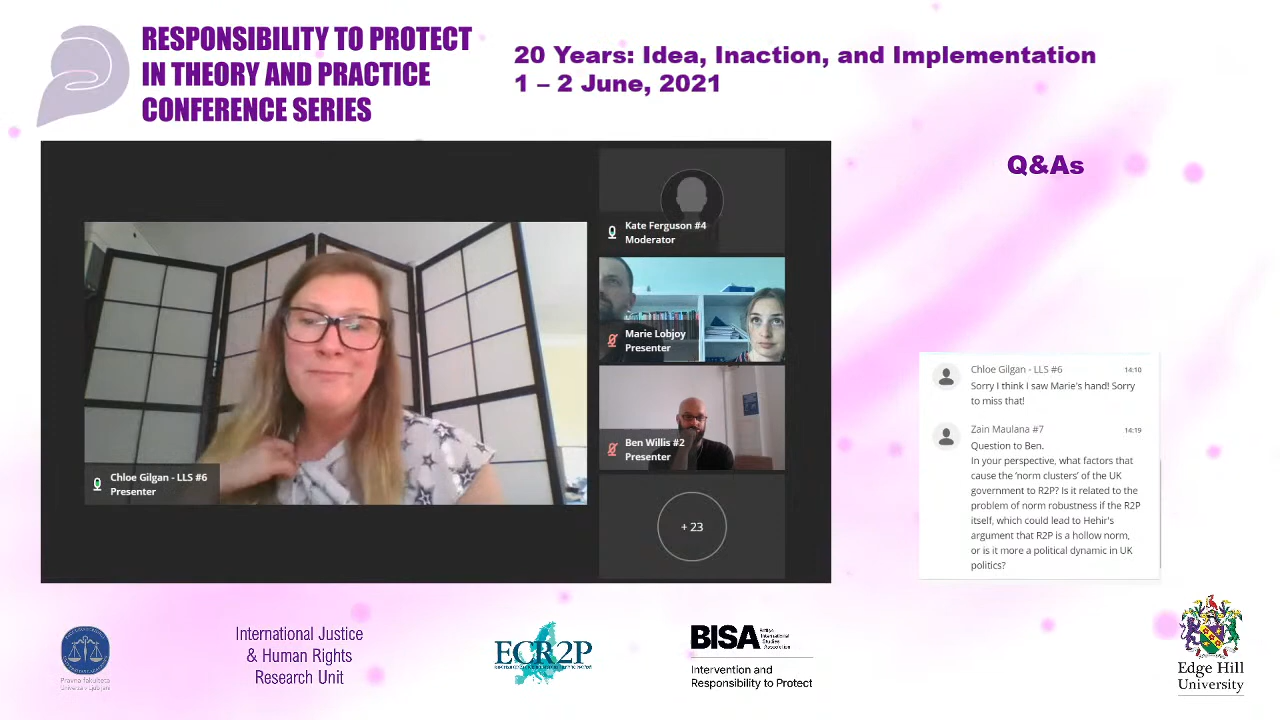 RESPONSIBILITY TO PROTECT
IN THEORY AND PRACTICE
CONFERENCE SERIES
20 Years: Idea, Inaction, and Implementation
1 – 2 June, 2021
Q&As
Kate Ferguson #4
Moderator
Marie Lobjoy
Presenter
Ben Willis #2
Presenter
Chloe Gilgan - LLS #6
Presenter
+ 23
Chloe Gilgan - LLS #6 14:10
Sorry I think I saw Marie's hand! Sorry
to miss that!
Zain Maulana #7 14:19
Question to Ben.
In your perspective, what factors that
cause the 'norm clusters' of the UK
government to R2P? Is it related to the
problem of norm robustness if the R2P
itself, which could lead to Hehir's
argument that R2P is a hollow norm,
or is it more a political dynamic in UK
politics?
Pravna fakulteta
International Justice
& Human Rights
Research Unit
ECR2P
BISA
British
International
Studies
Association
Intervention and
Responsibility to Protect
Edge Hill
University